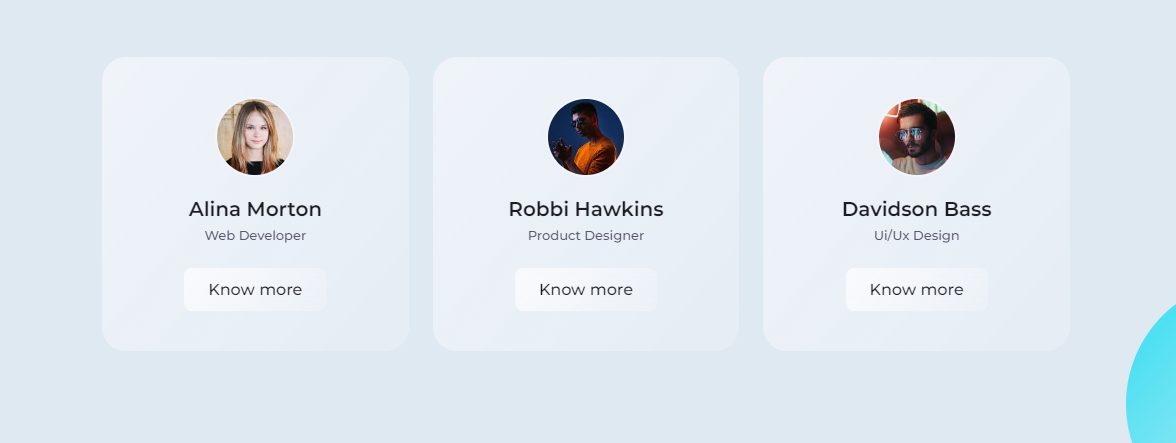 Alina Morton
Web Developer
Know more
Robbi Hawkins
Product Designer
Know more
Davidson Bass
Ui/Ux Design
Know more